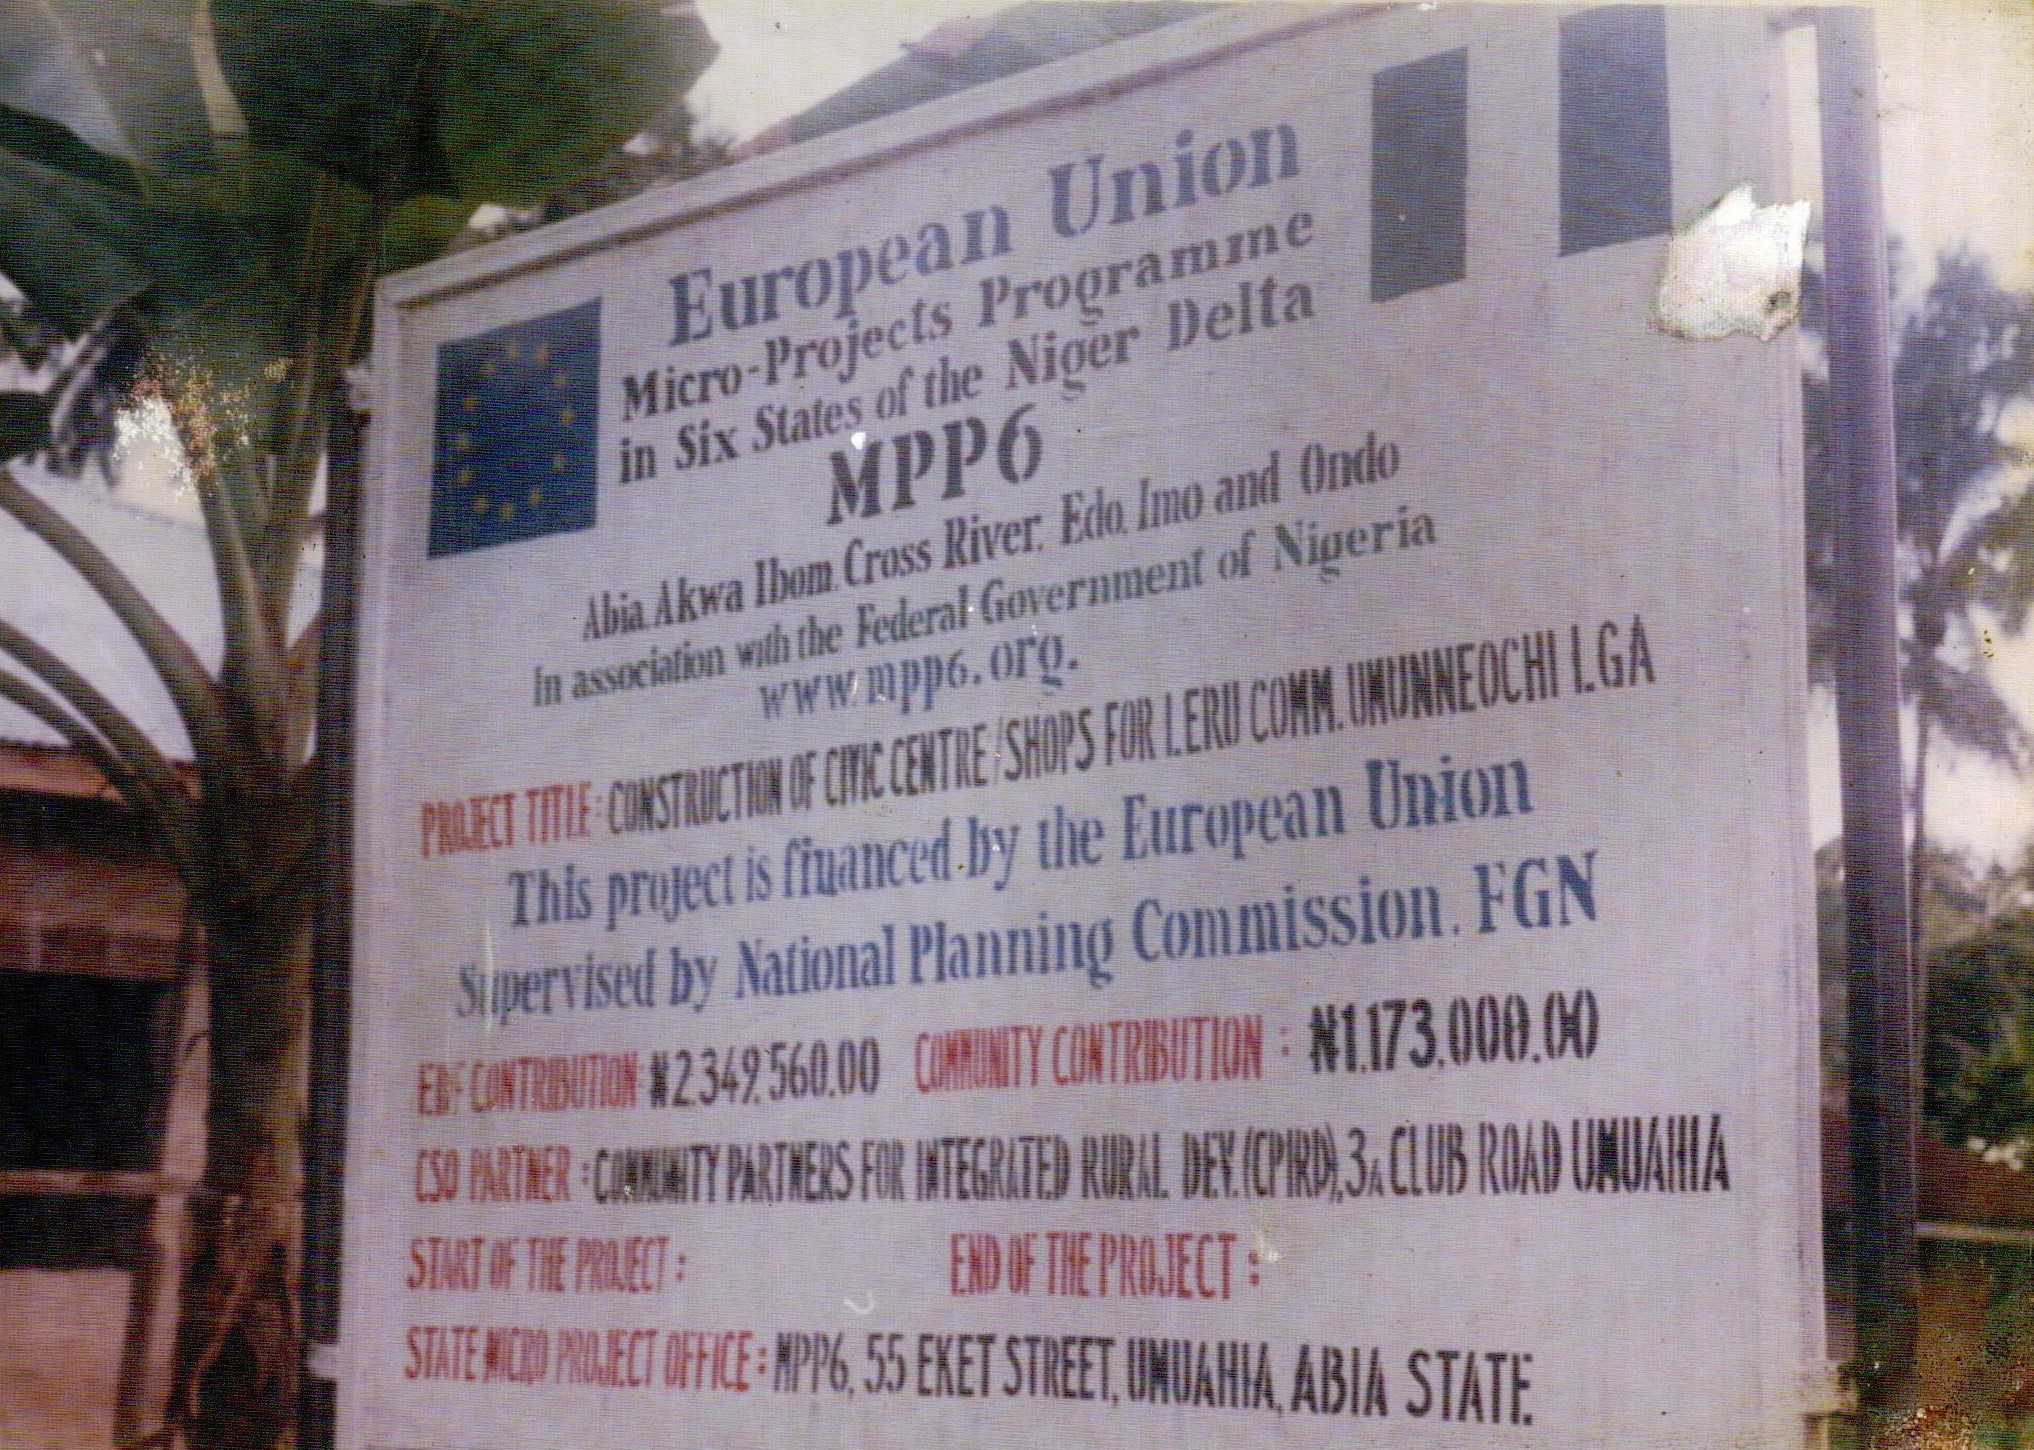 European Union
Micro-Projects Programme
in Six States of the Niger Delta
MPP6
Abia, Akwa Ibom, Cross River, Edo, Imo and Ondo
In association with the Federal Government of Nigeria
www.mpp6.org.
PROJECT TITLE: CONSTRUCTION OF CIVIC CENTRE/SHOPS FOR LERU COMM. UMUNNEOCHI L.G.A
This project is financed by the European Union
Supervised by National Planning Commission. FGN
EDF CONTRIBUTION: ₦2.349.560.00 COMMUNITY CONTRIBUTION: ₦1.173.000.00
CSO PARTNER: COMMUNITY PARTNERS FOR INTEGRATED RURAL DEV.(CPIRD), 3A CLUB ROAD UMUAHIA
START OF THE PROJECT: END OF THE PROJECT:
STATE MICRO PROJECT OFFICE: MPP6, 55 EKET STREET, UMUAHIA, ABIA STATE.